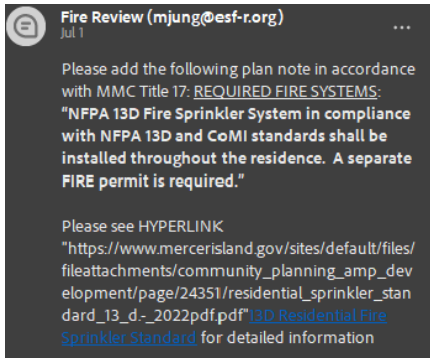 Fire Review (mjung@esf-r.org)
Jul 1
...
Please add the following plan note in accordance
with MMC Title 17: REQUIRED FIRE SYSTEMS:
“NFPA 13D Fire Sprinkler System in compliance
with NFPA 13D and CoMI standards shall be
installed throughout the residence. A separate
FIRE permit is required.”
Please see HYPERLINK
"https://www.mercerisland.gov/sites/default/files/
fileattachments/community_planning_amp_dev
elopment/page/24351/residential_sprinkler_stan
dard_13_d.-_2022pdf.pdf"13D Residential Fire
Sprinkler Standard for detailed information